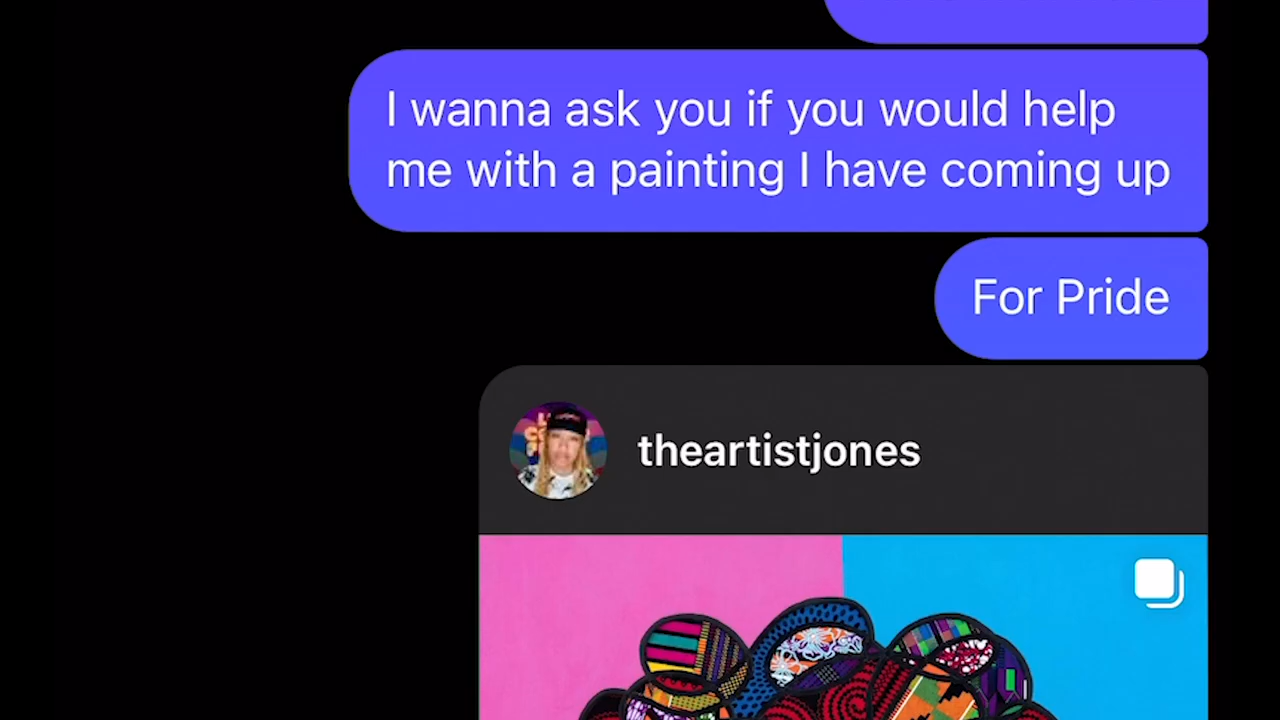 I wanna ask you if you would help
me with a painting I have coming up
For Pride
theartistjones